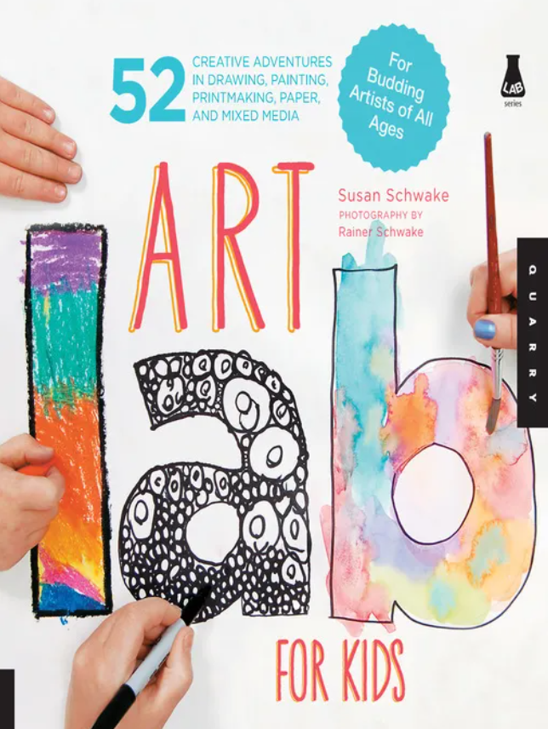 52
CREATIVE ADVENTURES
IN DRAWING, PAINTING,
PRINTMAKING, PAPER,
AND MIXED MEDIA
For
Budding
Artists of All
Ages
LAB
series
ART
Susan Schwake
PHOTOGRAPHY BY
Rainer Schwake
QUARRY
lab
FOR KIDS